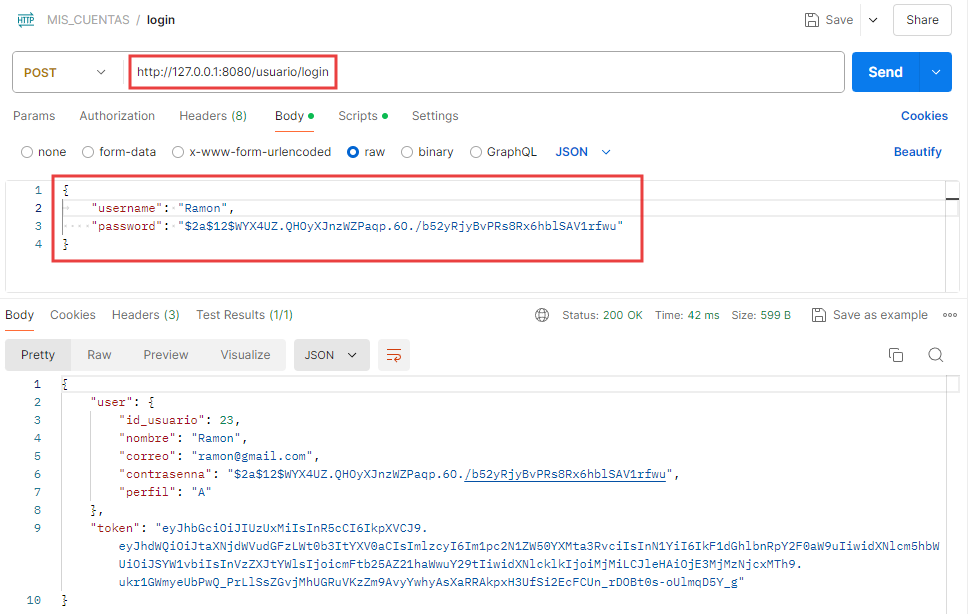 HTTP MIS_CUENTAS / login Save Share
POST http://127.0.0.1:8080/usuario/login Send
Params Authorization Headers (8) Body Scripts Settings Cookies
none form-data x-www-form-urlencoded raw binary GraphQL JSON Beautify
1 {
2 "username": "Ramon",
3 "password": "$2a$12$WYX4UZ.QHOyXJnzWZPaqp.6O./b52yRjyBvPRs8Rx6hblSAV1rfwu"
4 }
Body Cookies Headers (3) Test Results (1/1) Status: 200 OK Time: 42 ms Size: 599 B Save as example
Pretty Raw Preview Visualize JSON
1 {
2 "user": {
3 "id_usuario": 23,
4 "nombre": "Ramon",
5 "correo": "ramon@gmail.com",
6 "contrasenna": "$2a$12$WYX4UZ.QHOyXJnzWZPaqp.6O./b52yRjyBvPRs8Rx6hblSAV1rfwu",
7 "perfil": "A"
8 },
9 "token": "eyJhbGciOiJIUzUxMiIsInR5cCI6IkpXVCJ9.
eyJhdWQiOiJtaXNjdWVudGFzLWt0b3ItYXV0aCIsImlzcyI6Im1pc2N1ZW50YXMta3RvciIsInN1YiI6IkF1dGhlbnRpY2F0aW9uIiwidXNlcm5hbW
UiOiJSYW1vbiIsInVzZXJtYWlsIjoicmFtb25AZ21haWwuY29tIiwidXNlcklkIjoiMjMiLCJleHAiOjE3MjMzNjcxMTh9.
ukr1GWmyeUbPwQ_PrLlSsZGvjMhUGRuVKzZm9AvyYwhyAsXaRRAkpxH3UfSi2EcFCUn_rDOBt0s-oUlmqD5Y_g"
10 }